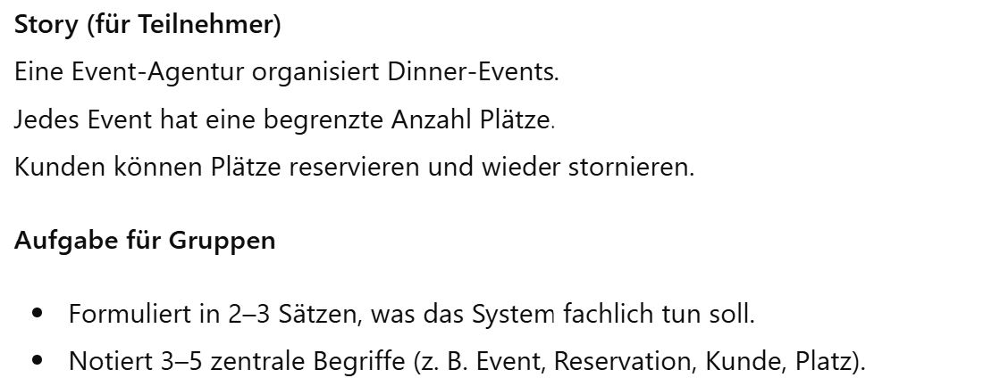 Story (für Teilnehmer)
Eine Event-Agentur organisiert Dinner-Events.
Jedes Event hat eine begrenzte Anzahl Plätze.
Kunden können Plätze reservieren und wieder stornieren.
Aufgabe für Gruppen
• Formuliert in 2–3 Sätzen, was das System fachlich tun soll.
• Notiert 3–5 zentrale Begriffe (z. B. Event, Reservation, Kunde, Platz).